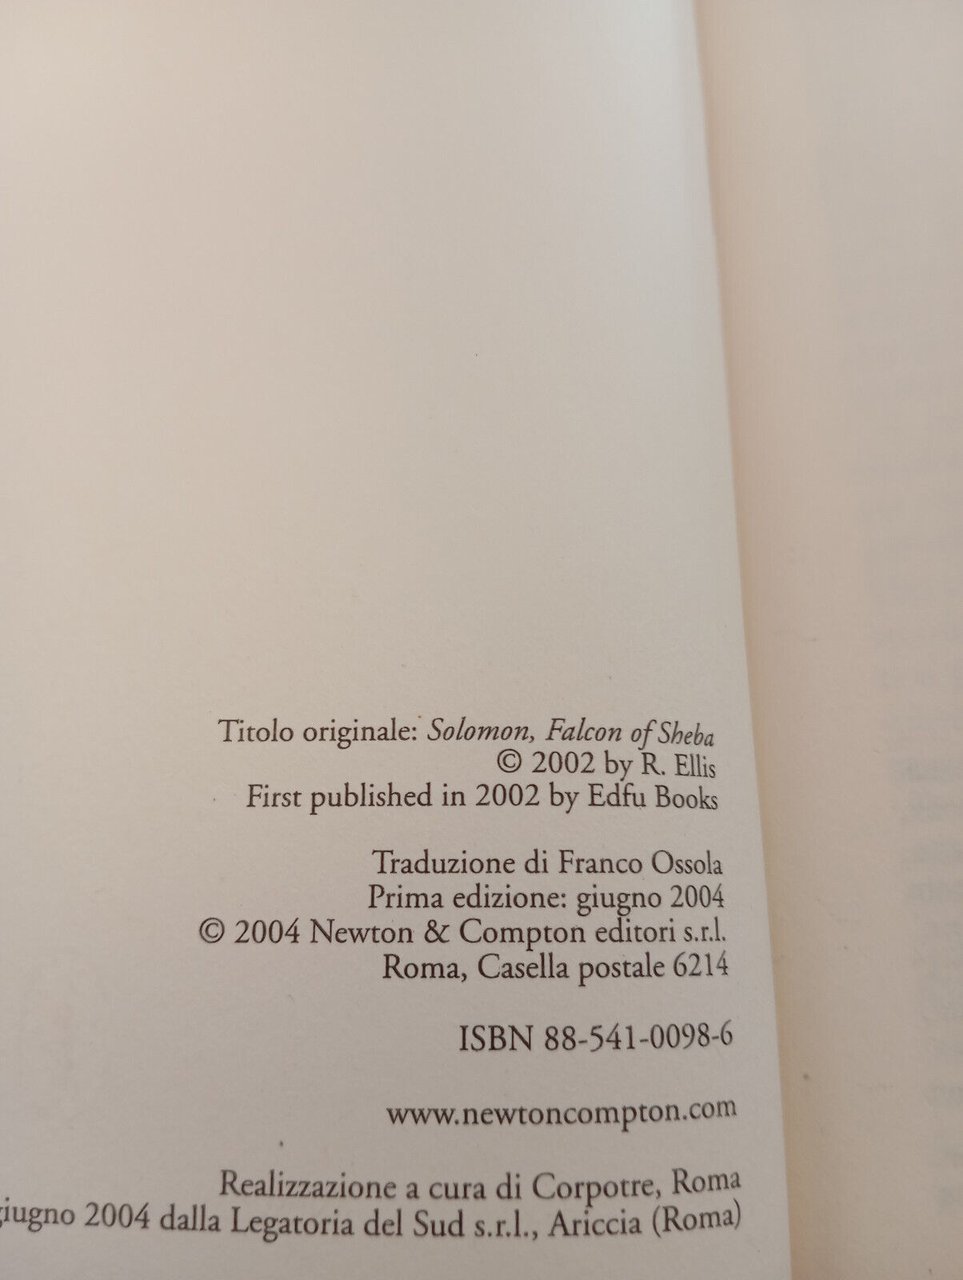 Titolo originale: Solomon, Falcon of Sheba
© 2002 by R. Ellis
First published in 2002 by Edfu Books
Traduzione di Franco Ossola
Prima edizione: giugno 2004
© 2004 Newton & Compton editori s.r.l.
Roma, Casella postale 6214
ISBN 88-541-0098-6
www.newtoncompton.com
Realizzazione a cura di Corpotre, Roma
giugno 2004 dalla Legatoria del Sud s.r.l., Ariccia (Roma)